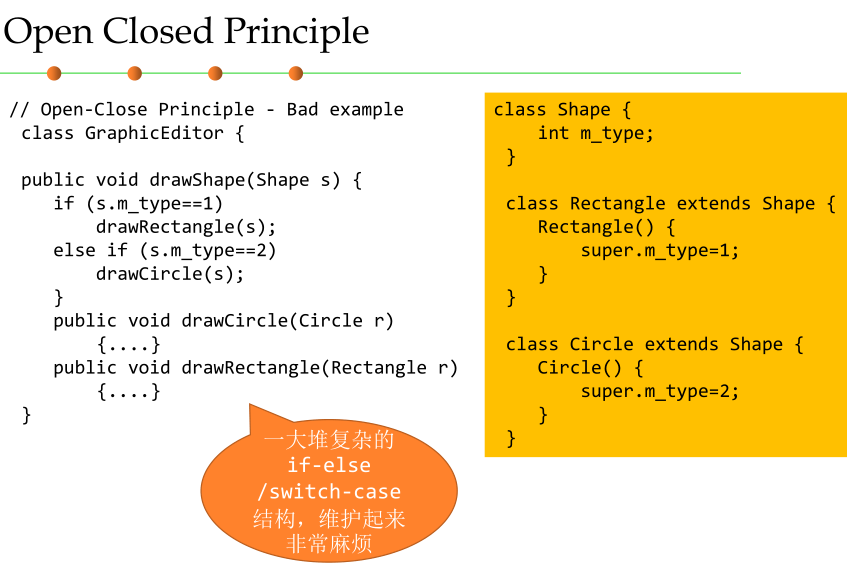 Open Closed Principle
// Open-Close Principle - Bad example
class GraphicEditor {
public void drawShape(Shape s) {
if (s.m_type==1)
drawRectangle(s);
else if (s.m_type==2)
drawCircle(s);
}
public void drawCircle(Circle r)
{....}
public void drawRectangle(Rectangle r)
{....}
}
一大堆复杂的
if-else
/switch-case
结构，维护起来
非常麻烦
class Shape {
int m_type;
}
class Rectangle extends Shape {
Rectangle() {
super.m_type=1;
}
}
class Circle extends Shape {
Circle() {
super.m_type=2;
}
}